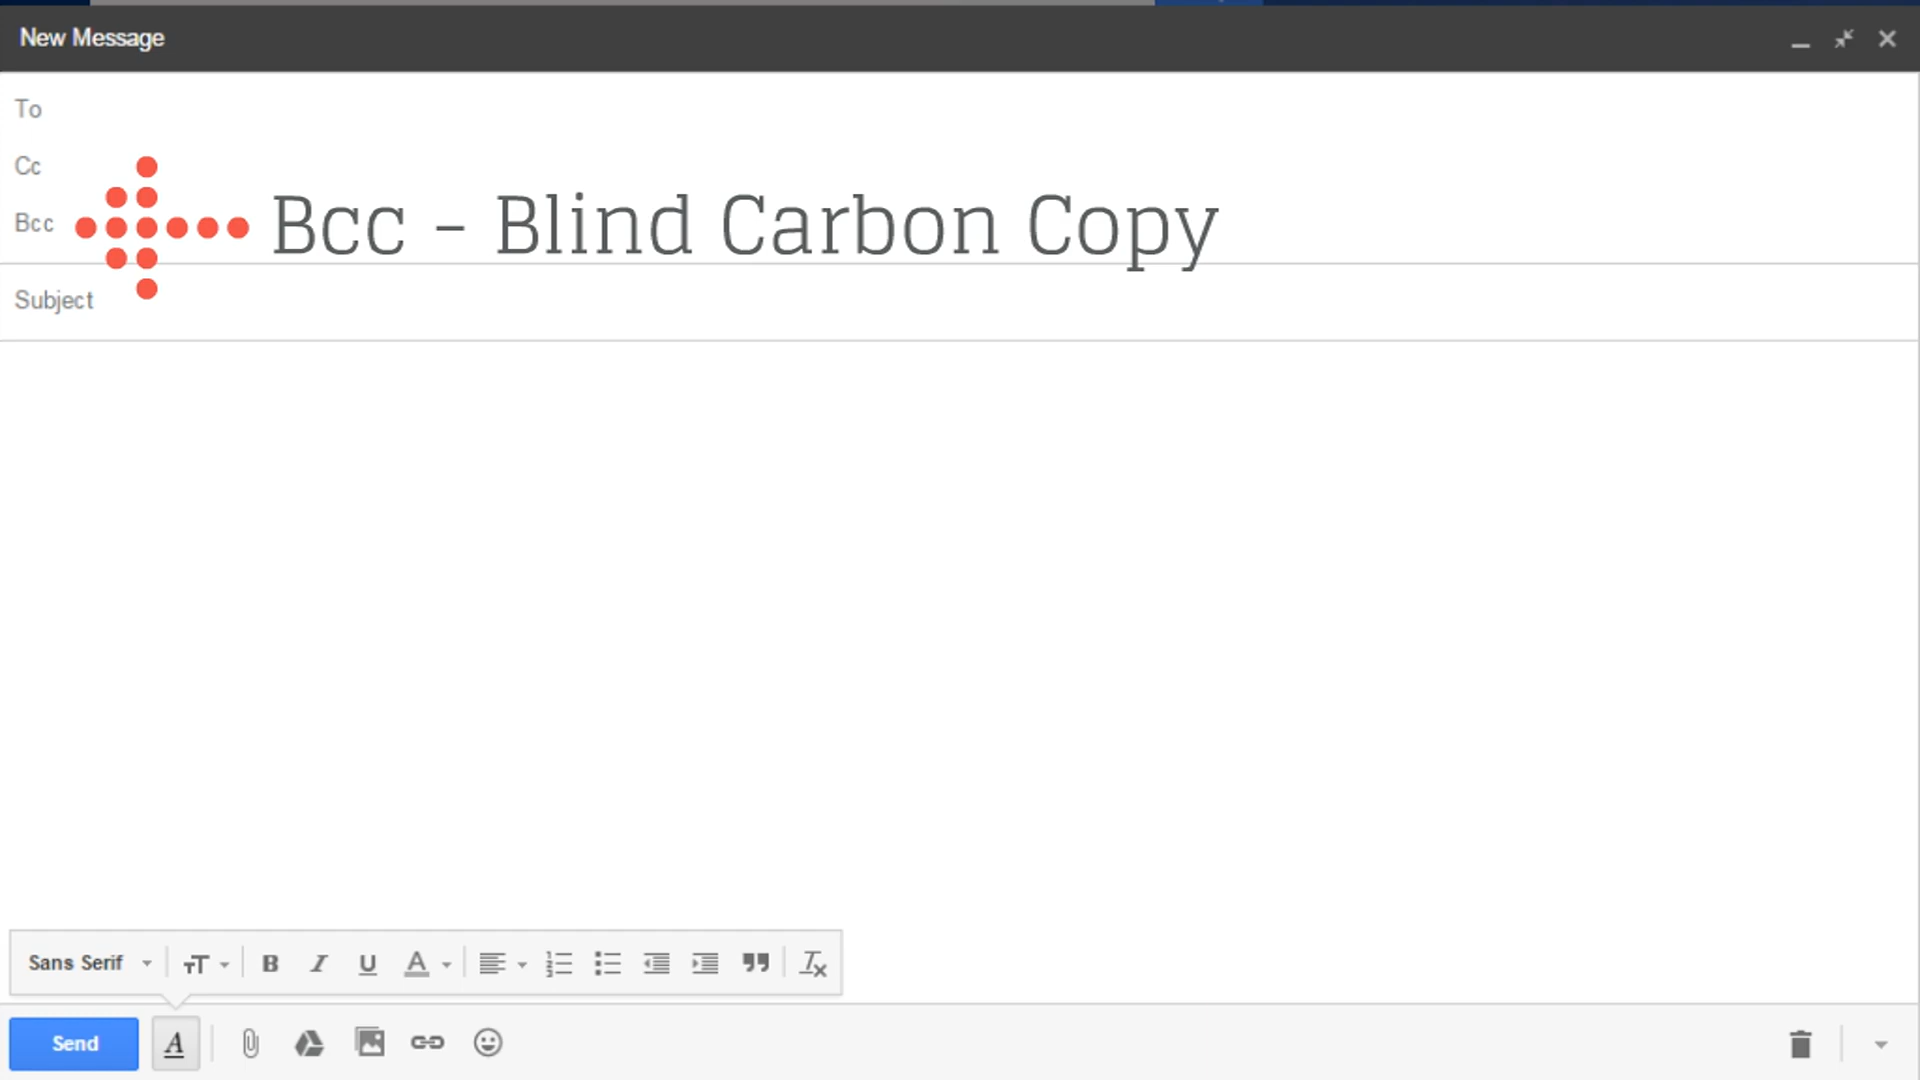 New Message
To
Cc
Bcc
Bcc - Blind Carbon Copy
Subject
Sans Serif
Send